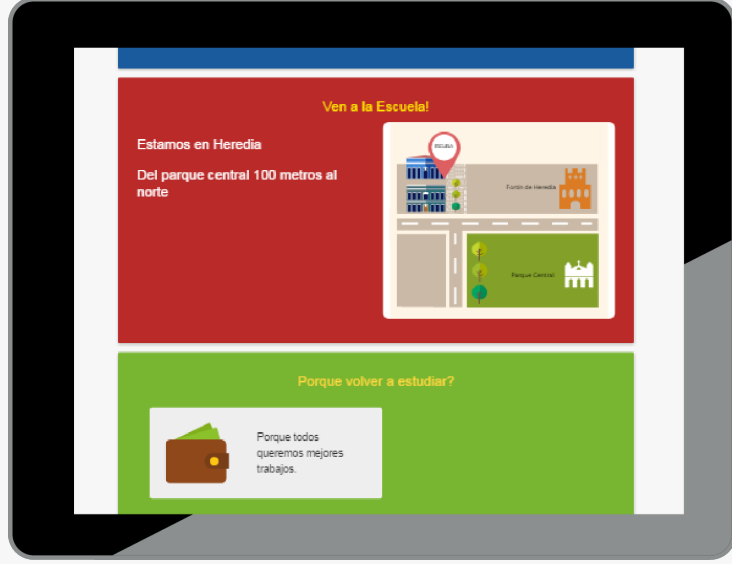 Ven a la Escuela!
Estamos en Heredia
Del parque central 100 metros al
norte
ESCUELA
Fortín de Heredia
Parque Central
Porque volver a estudiar?
Porque todos
queremos mejores
trabajos.